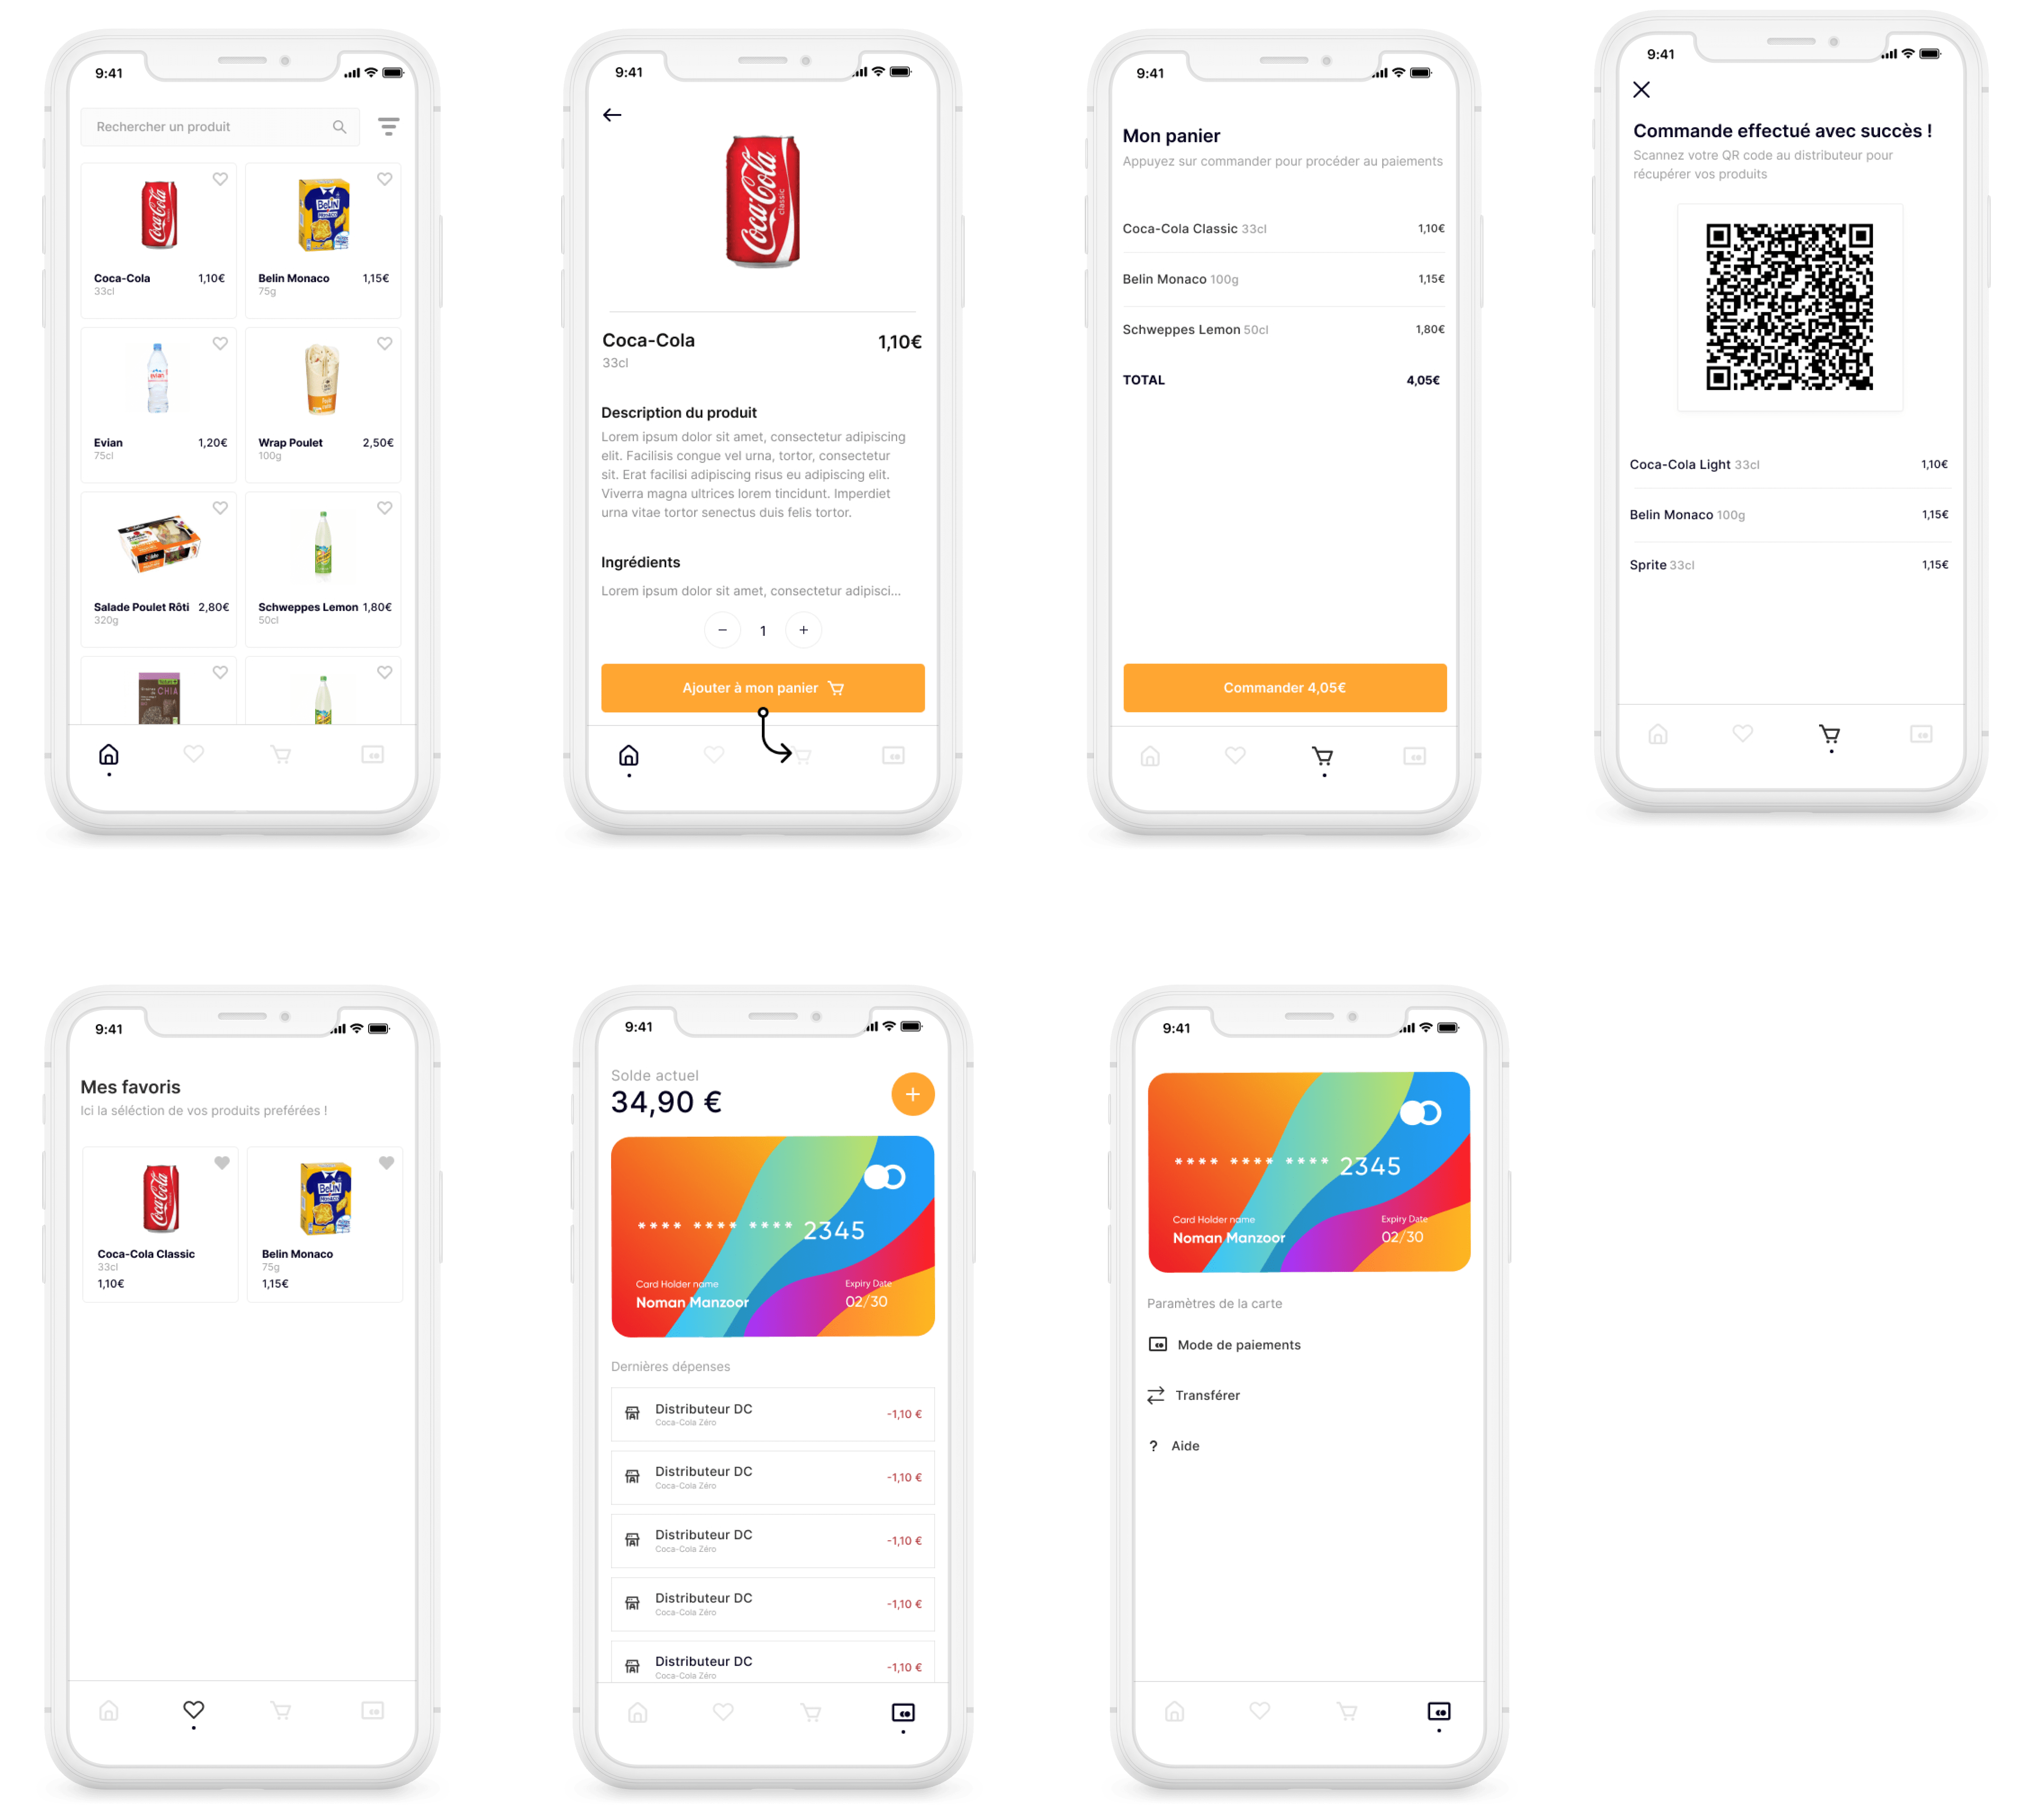 9:41
Rechercher un produit
Coca-Cola
Coca-Cola 1,10€
33cl
BELIN
MONACO
Belin Monaco 1,15€
75g
evian
Evian 1,20€
75cl
Wrap Poulet 2,50€
100g
Salade Poulet Rôti 2,80€
320g
Schweppes Lemon 1,80€
50cl
CHIA
9:41
Coca-Cola
classic
Coca-Cola 1,10€
33cl
Description du produit
Lorem ipsum dolor sit amet, consectetur adipiscing
elit. Facilisis congue vel urna, tortor, consectetur
sit. Erat facilisi adipiscing risus eu adipiscing elit.
Viverra magna ultrices lorem tincidunt. Imperdiet
urna vitae tortor senectus duis felis tortor.
Ingrédients
Lorem ipsum dolor sit amet, consectetur adipisci...
− 1 +
Ajouter à mon panier
9:41
Mon panier
Appuyez sur commander pour procéder au paiements
Coca-Cola Classic 33cl 1,10€
Belin Monaco 100g 1,15€
Schweppes Lemon 50cl 1,80€
TOTAL 4,05€
Commander 4,05€
9:41
Commande effectué avec succès !
Scannez votre QR code au distributeur pour
récupérer vos produits
Coca-Cola Light 33cl 1,10€
Belin Monaco 100g 1,15€
Sprite 33cl 1,15€
9:41
Mes favoris
Ici la séléction de vos produits preférées !
Coca-Cola
Coca-Cola Classic
33cl
1,10€
BELIN
MONACO
Belin Monaco
75g
1,15€
9:41
Solde actuel
34,90 €
**** **** **** 2345
Card Holder name Expiry Date
Noman Manzoor 02/30
Dernières dépenses
Distributeur DC
Coca-Cola Zéro
-1,10 €
Distributeur DC
Coca-Cola Zéro
-1,10 €
Distributeur DC
Coca-Cola Zéro
-1,10 €
Distributeur DC
Coca-Cola Zéro
-1,10 €
Distributeur DC
Coca-Cola Zéro
-1,10 €
9:41
**** **** **** 2345
Card Holder name Expiry Date
Noman Manzoor 02/30
Paramètres de la carte
Mode de paiements
Transférer
? Aide